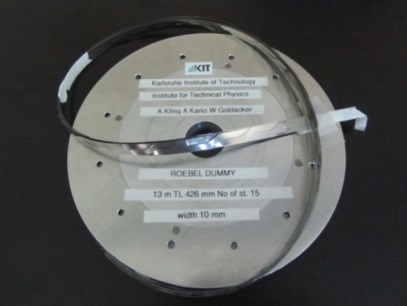 KIT
Karlsruhe Institute of Technology
Institute for Technical Physics
A Kling A Kario W Goldacker
ROEBEL DUMMY
13 m TL 426 mm No of st. 15
width 10 mm